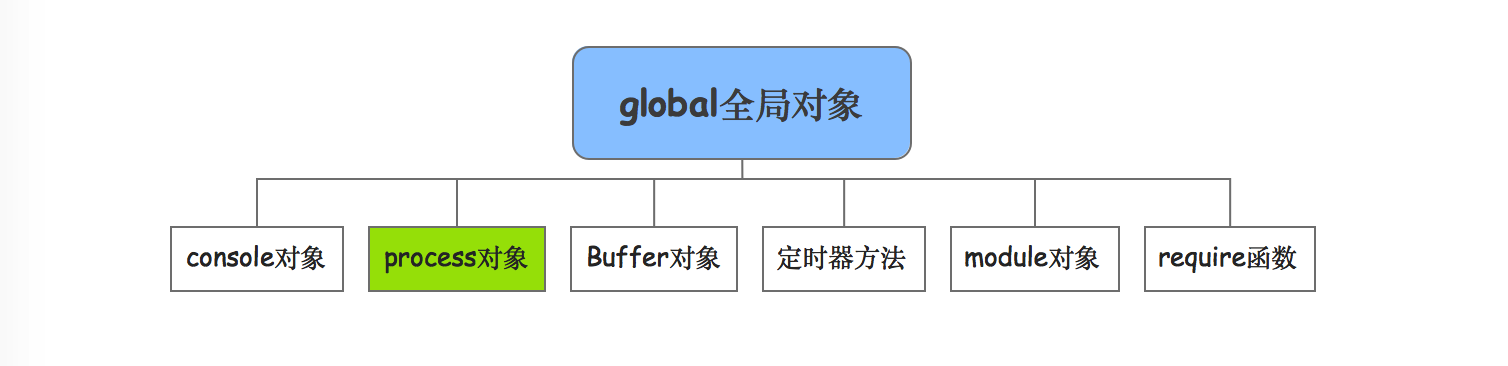 global全局对象
console对象
process对象
Buffer对象
定时器方法
module对象
require函数